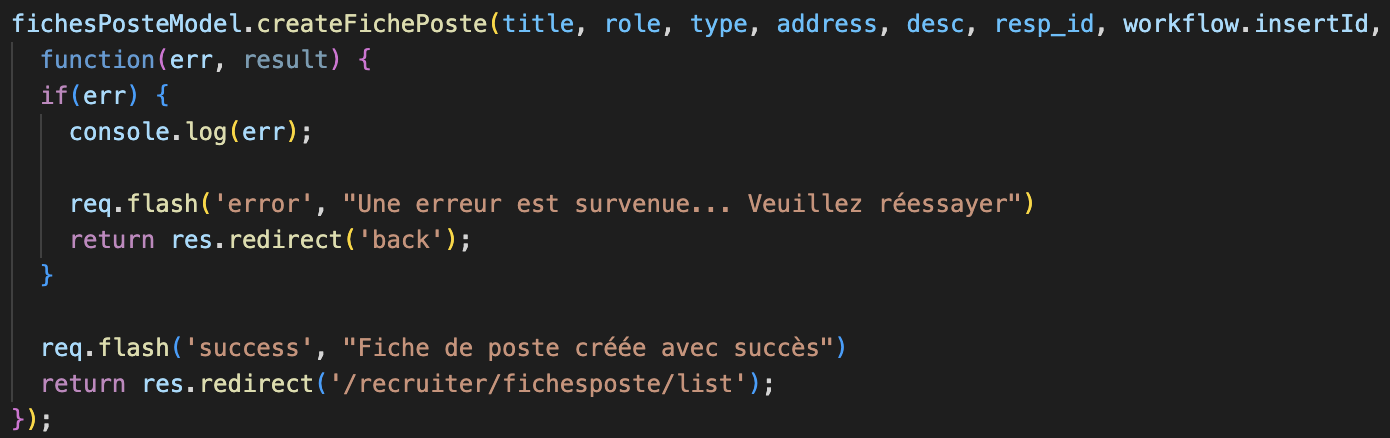 fichesPosteModel.createFichePoste(title, role, type, address, desc, resp_id, workflow.insertId,
function(err, result) {
if(err) {
console.log(err);
req.flash('error', "Une erreur est survenue... Veuillez réessayer")
return res.redirect('back');
}
req.flash('success', "Fiche de poste créée avec succès")
return res.redirect('/recruiter/fichesposte/list');
});